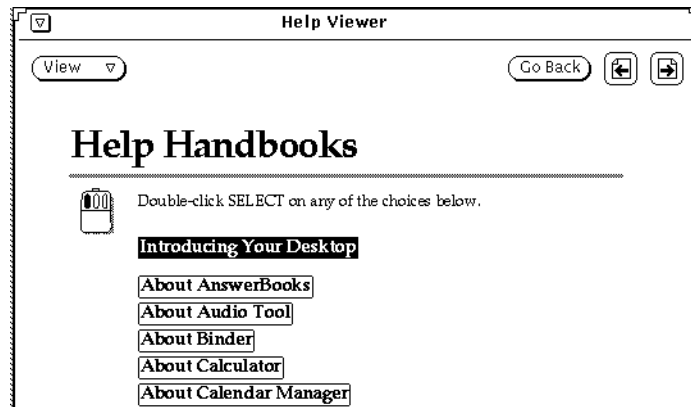 Help Viewer
View
Go Back
Help Handbooks
Double-click SELECT on any of the choices below.
Introducing Your Desktop
About AnswerBooks
About Audio Tool
About Binder
About Calculator
About Calendar Manager